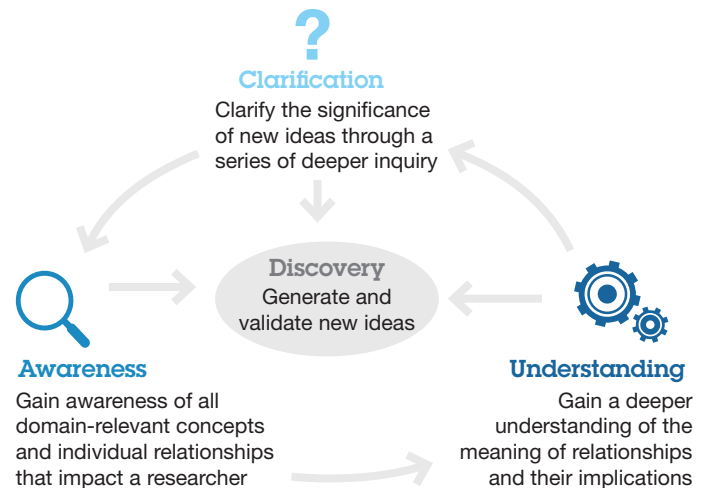 ?
Clarification
Clarify the significance
of new ideas through a
series of deeper inquiry
Discovery
Generate and
validate new ideas
Awareness
Gain awareness of all
domain-relevant concepts
and individual relationships
that impact a researcher
Understanding
Gain a deeper
understanding of the
meaning of relationships
and their implications